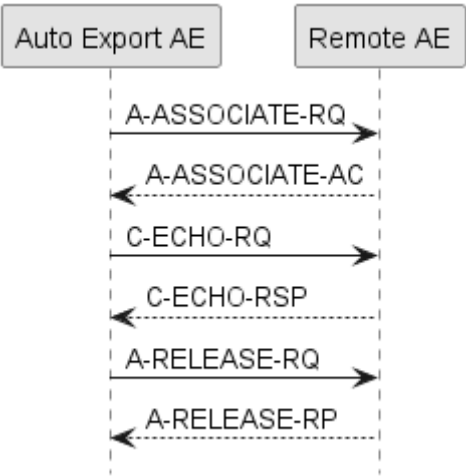 Auto Export AE
Remote AE
A-ASSOCIATE-RQ
A-ASSOCIATE-AC
C-ECHO-RQ
C-ECHO-RSP
A-RELEASE-RQ
A-RELEASE-RP